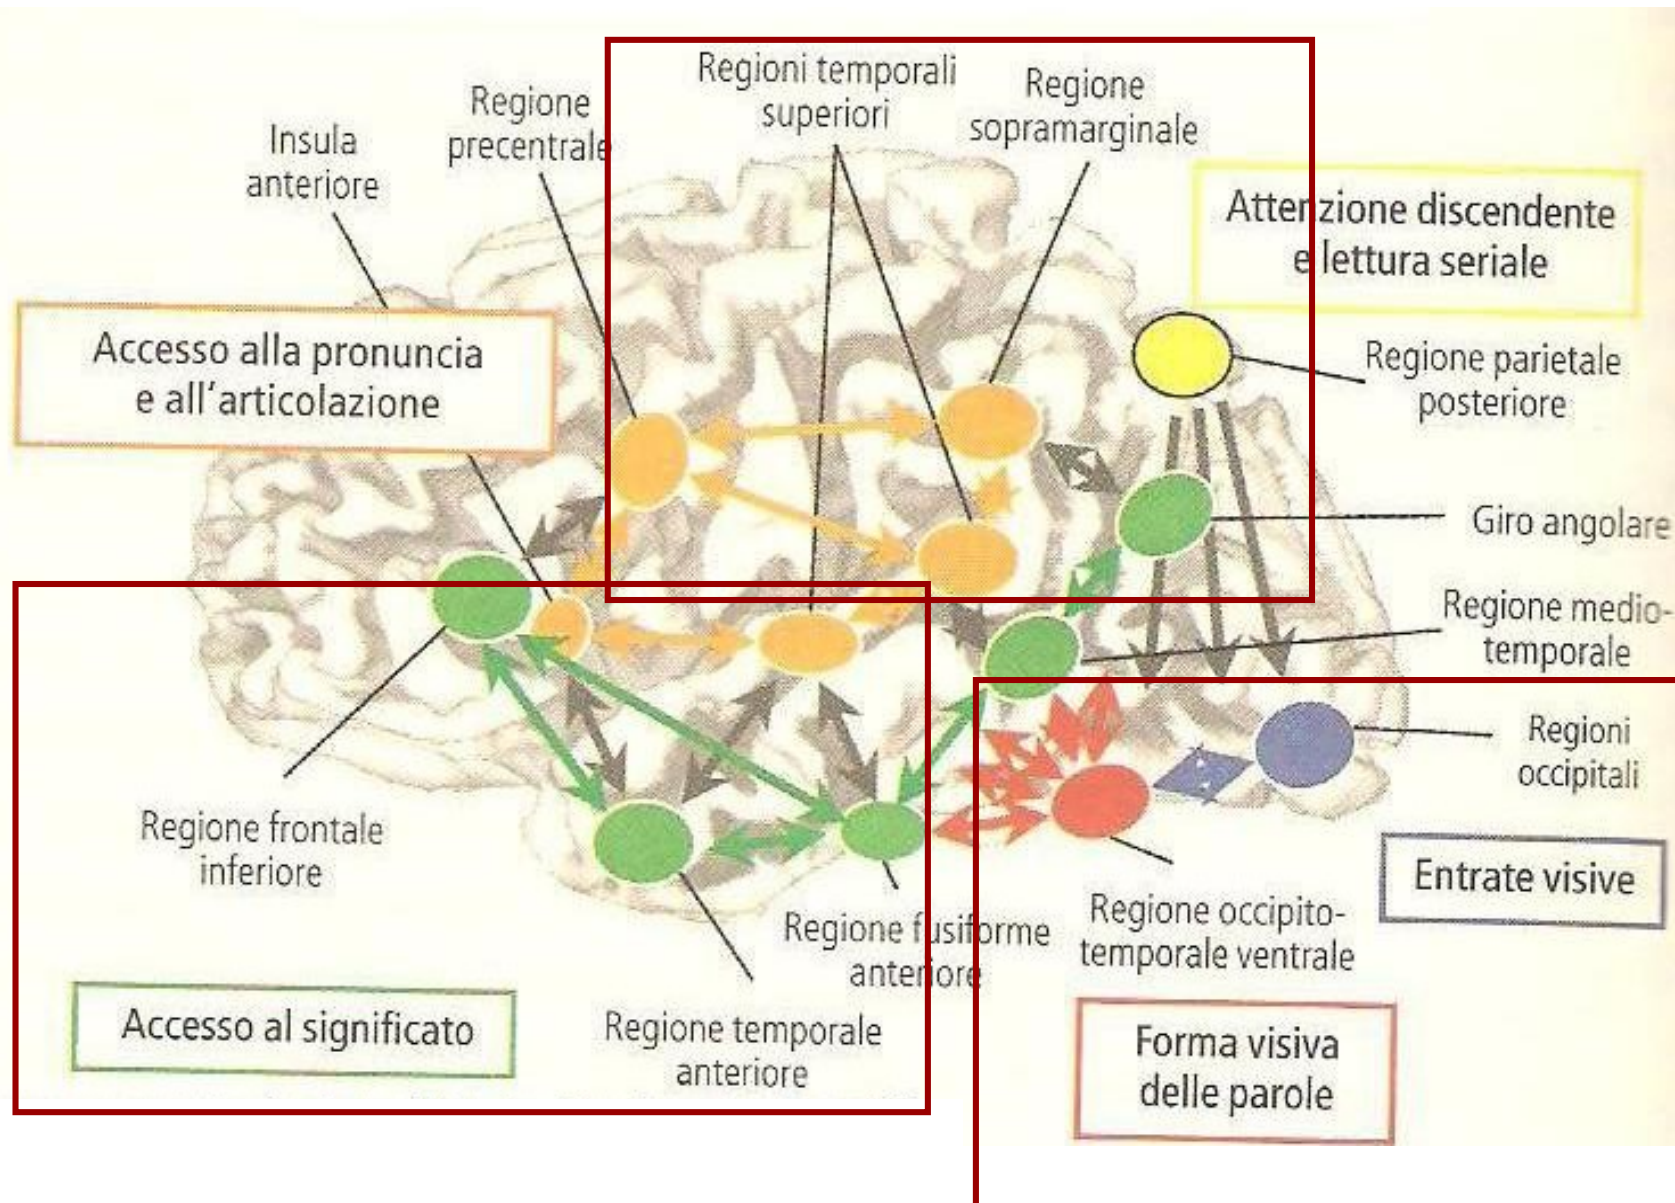 Regioni temporali
superiori
Regione
sopramarginale
Regione
precentrale
Insula
anteriore
Attenzione discendente
e lettura seriale
Accesso alla pronuncia
e all'articolazione
Regione parietale
posteriore
Giro angolare
Regione medio-
temporale
Regioni
occipitali
Regione frontale
inferiore
Entrate visive
Regione fusiforme
anteriore
Regione occipito-
temporale ventrale
Accesso al significato
Regione temporale
anteriore
Forma visiva
delle parole